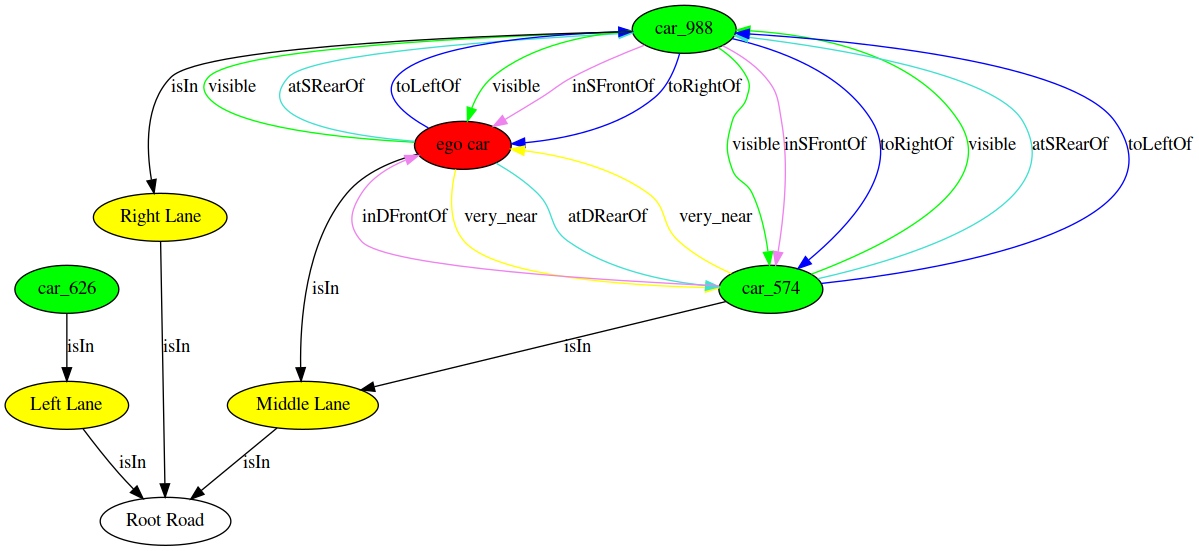 car_988
isIn
visible
atSRearOf
toLeftOf
visible
inSFrontOf
toRightOf
ego car
visible
inSFrontOf
toRightOf
visible
atSRearOf
toLeftOf
Right Lane
inDFrontOf
very_near
atDRearOf
very_near
car_626
isIn
car_574
isIn
isIn
isIn
Left Lane
Middle Lane
isIn
isIn
Root Road